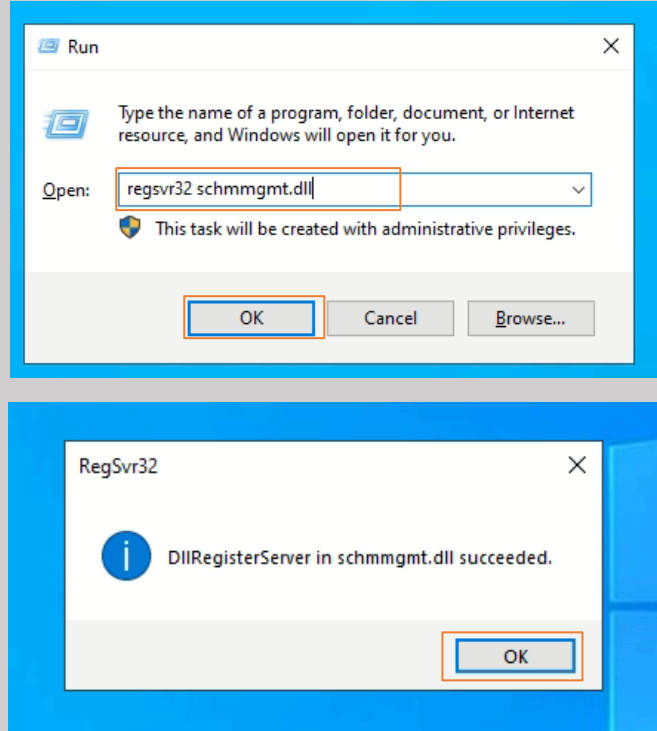 Run
Type the name of a program, folder, document, or Internet
resource, and Windows will open it for you.
Open: regsvr32 schmmgmt.dll
This task will be created with administrative privileges.
OK Cancel Browse...
RegSvr32
DllRegisterServer in schmmgmt.dll succeeded.
OK